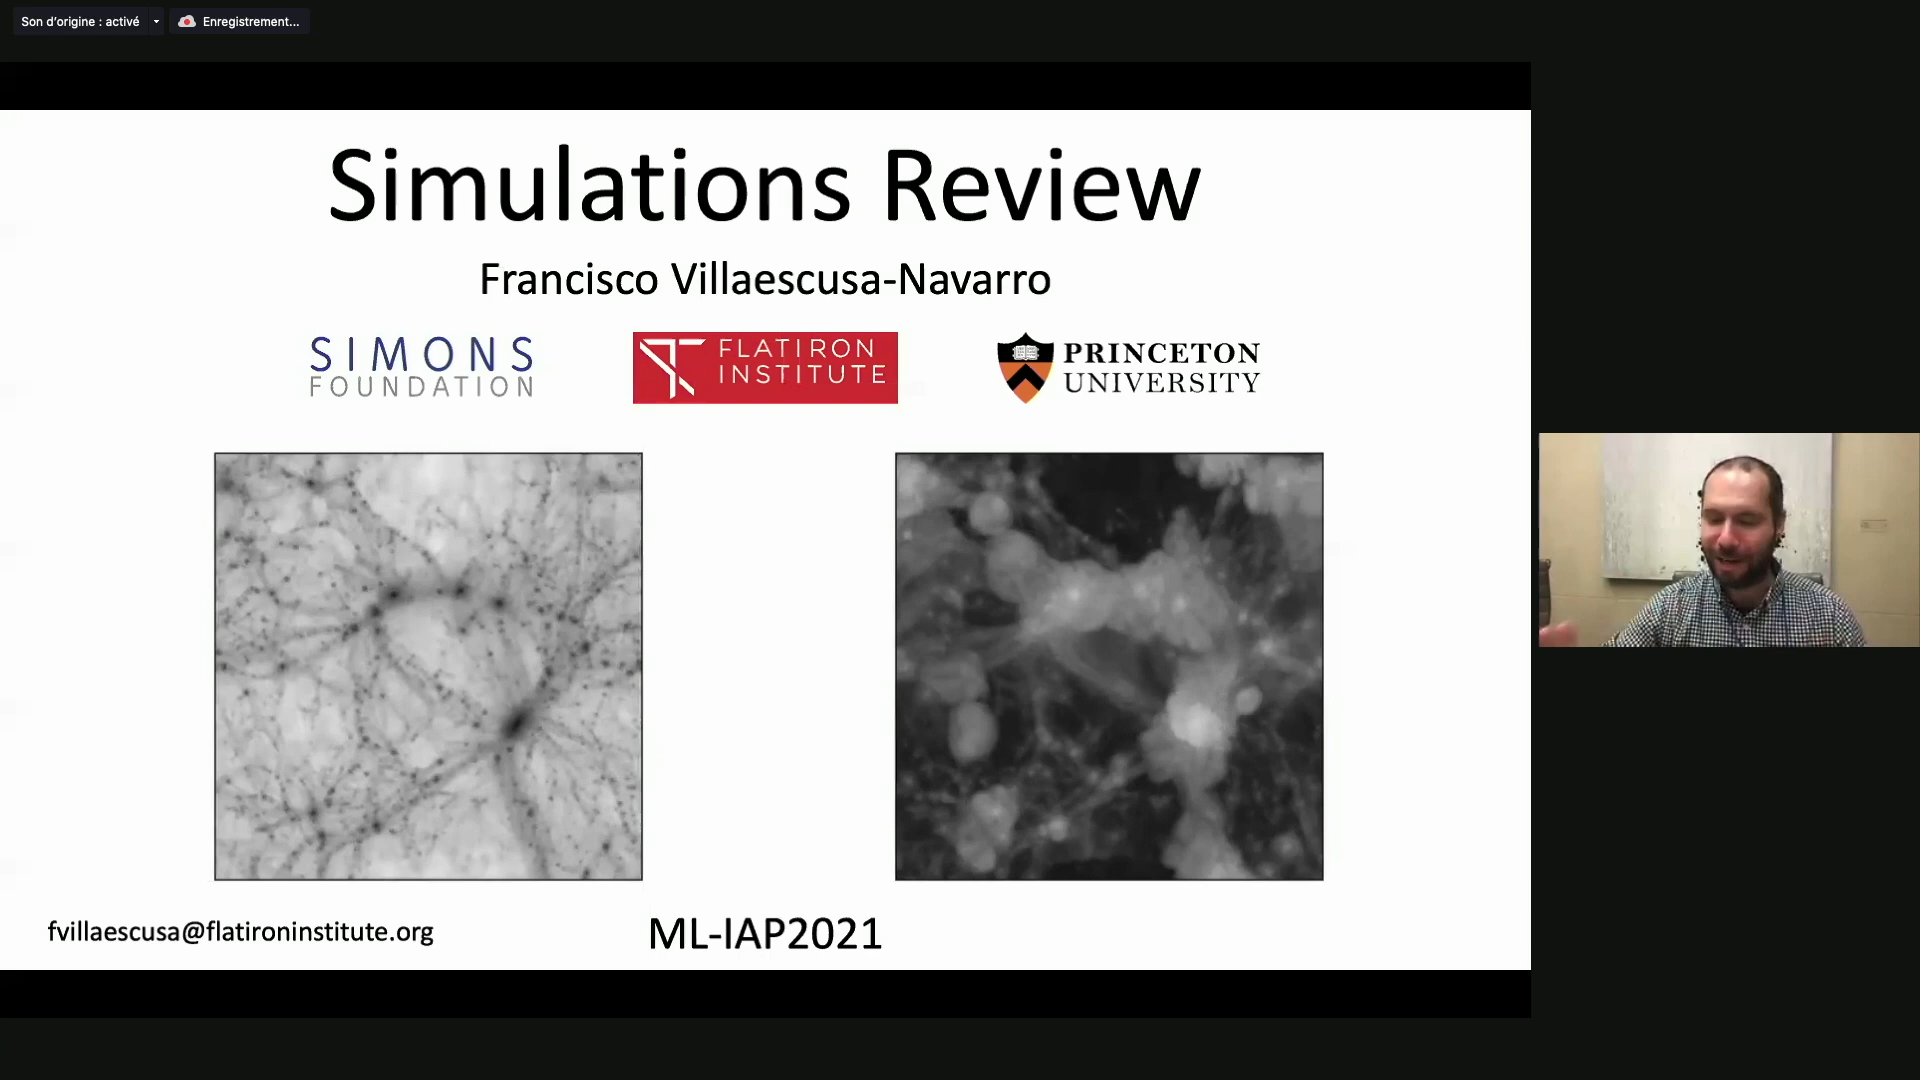 Son d'origine : activé
Enregistrement...
Simulations Review
Francisco Villaescusa-Navarro
SIMONS
FOUNDATION
FLATIRON
INSTITUTE
PRINCETON
UNIVERSITY
fvillaescusa@flatironinstitute.org
ML-IAP2021